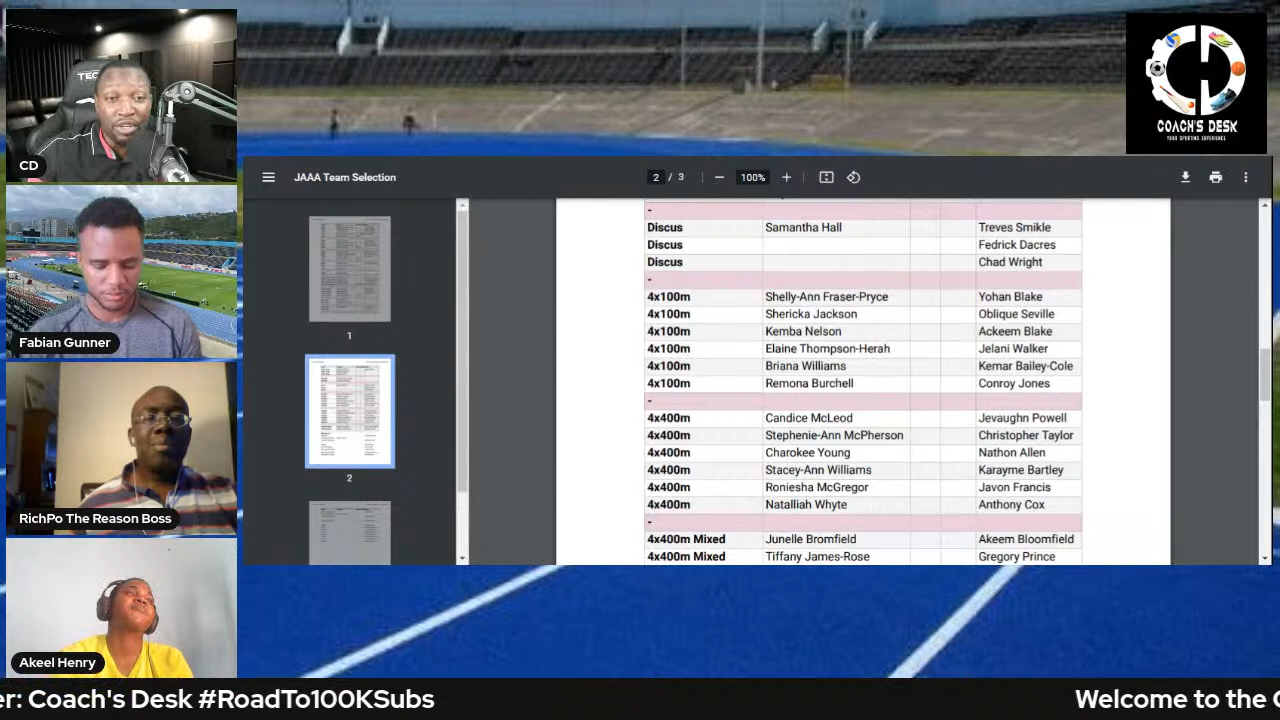 TEC
CD
Fabian Gunner
RichPo The Reason Boss
Akeel Henry
COACH'S DESK
YOUR SPORTING EXPERIENCE
JAAA Team Selection
2 / 3
100%
1
2
-
Discus Samantha Hall Treves Smikle
Discus Fedrick Dacres
Discus Chad Wright
-
4x100m Shelly-Ann Fraser-Pryce Yohan Blake
4x100m Shericka Jackson Oblique Seville
4x100m Kemba Nelson Ackeem Blake
4x100m Elaine Thompson-Herah Jelani Walker
4x100m Briana Williams Kemar Bailey-Cole
4x100m Remona Burchell Conroy Jones
-
4x400m Candice McLeod Jevaughn Powell
4x400m Stephenie-Ann McPherson Christopher Taylor
4x400m Charokee Young Nathon Allen
4x400m Stacey-Ann Williams Karayme Bartley
4x400m Roniesha McGregor Javon Francis
4x400m Natalliah Whyte Anthony Cox
-
4x400m Mixed Junelle Bromfield Akeem Bloomfield
4x400m Mixed Tiffany James-Rose Gregory Prince
er: Coach's Desk #RoadTo100KSubs
Welcome to the